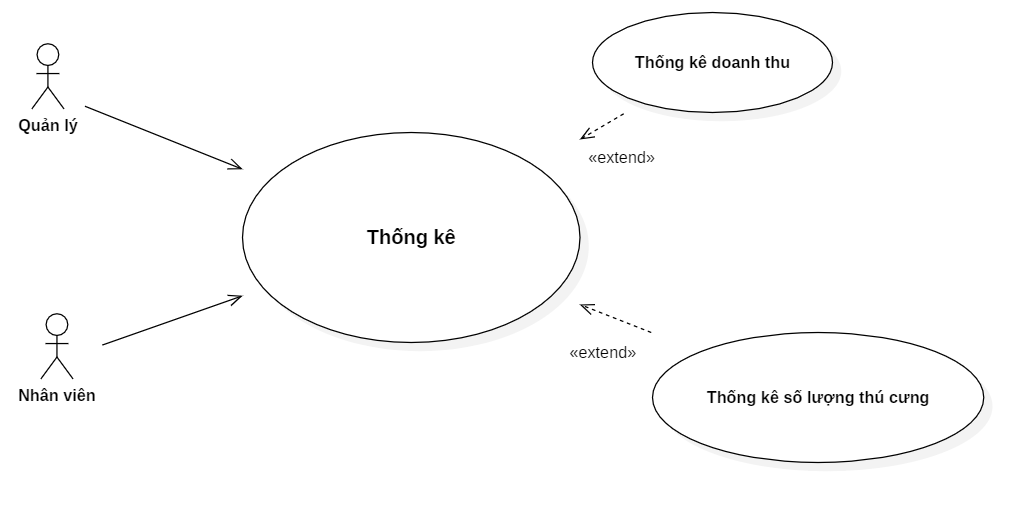 Thống kê doanh thu
Quản lý
«extend»
Thống kê
«extend»
Nhân viên
Thống kê số lượng thú cưng